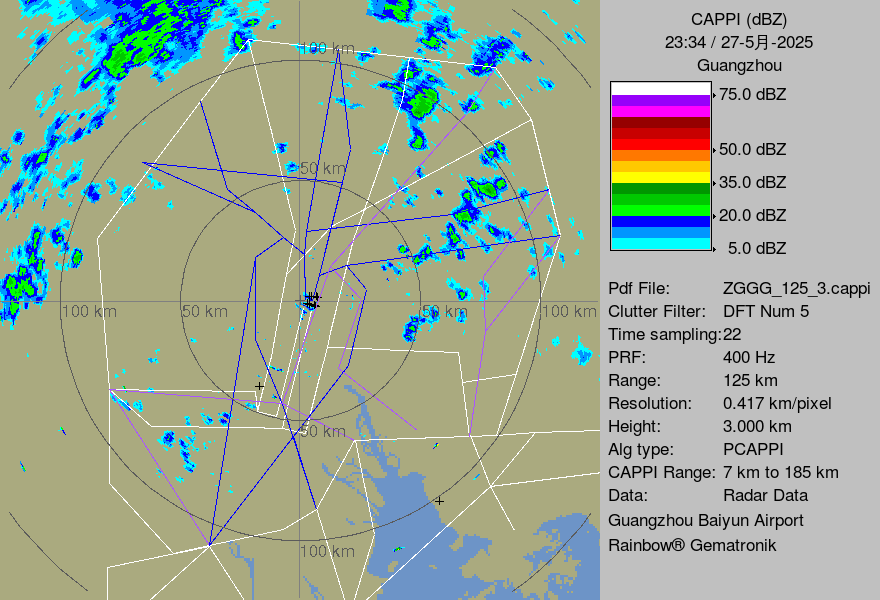 CAPPI (dBZ)
23:34 / 27-5月-2025
Guangzhou
75.0 dBZ
50.0 dBZ
35.0 dBZ
20.0 dBZ
5.0 dBZ
Pdf File: ZGGG_125_3.cappi
Clutter Filter: DFT Num 5
Time sampling:22
PRF: 400 Hz
Range: 125 km
Resolution: 0.417 km/pixel
Height: 3.000 km
Alg type: PCAPPI
CAPPI Range: 7 km to 185 km
Data: Radar Data
Guangzhou Baiyun Airport
Rainbow® Gematronik
100 km
50 km
100 km
50 km
50 km
100 km
50 km
100 km